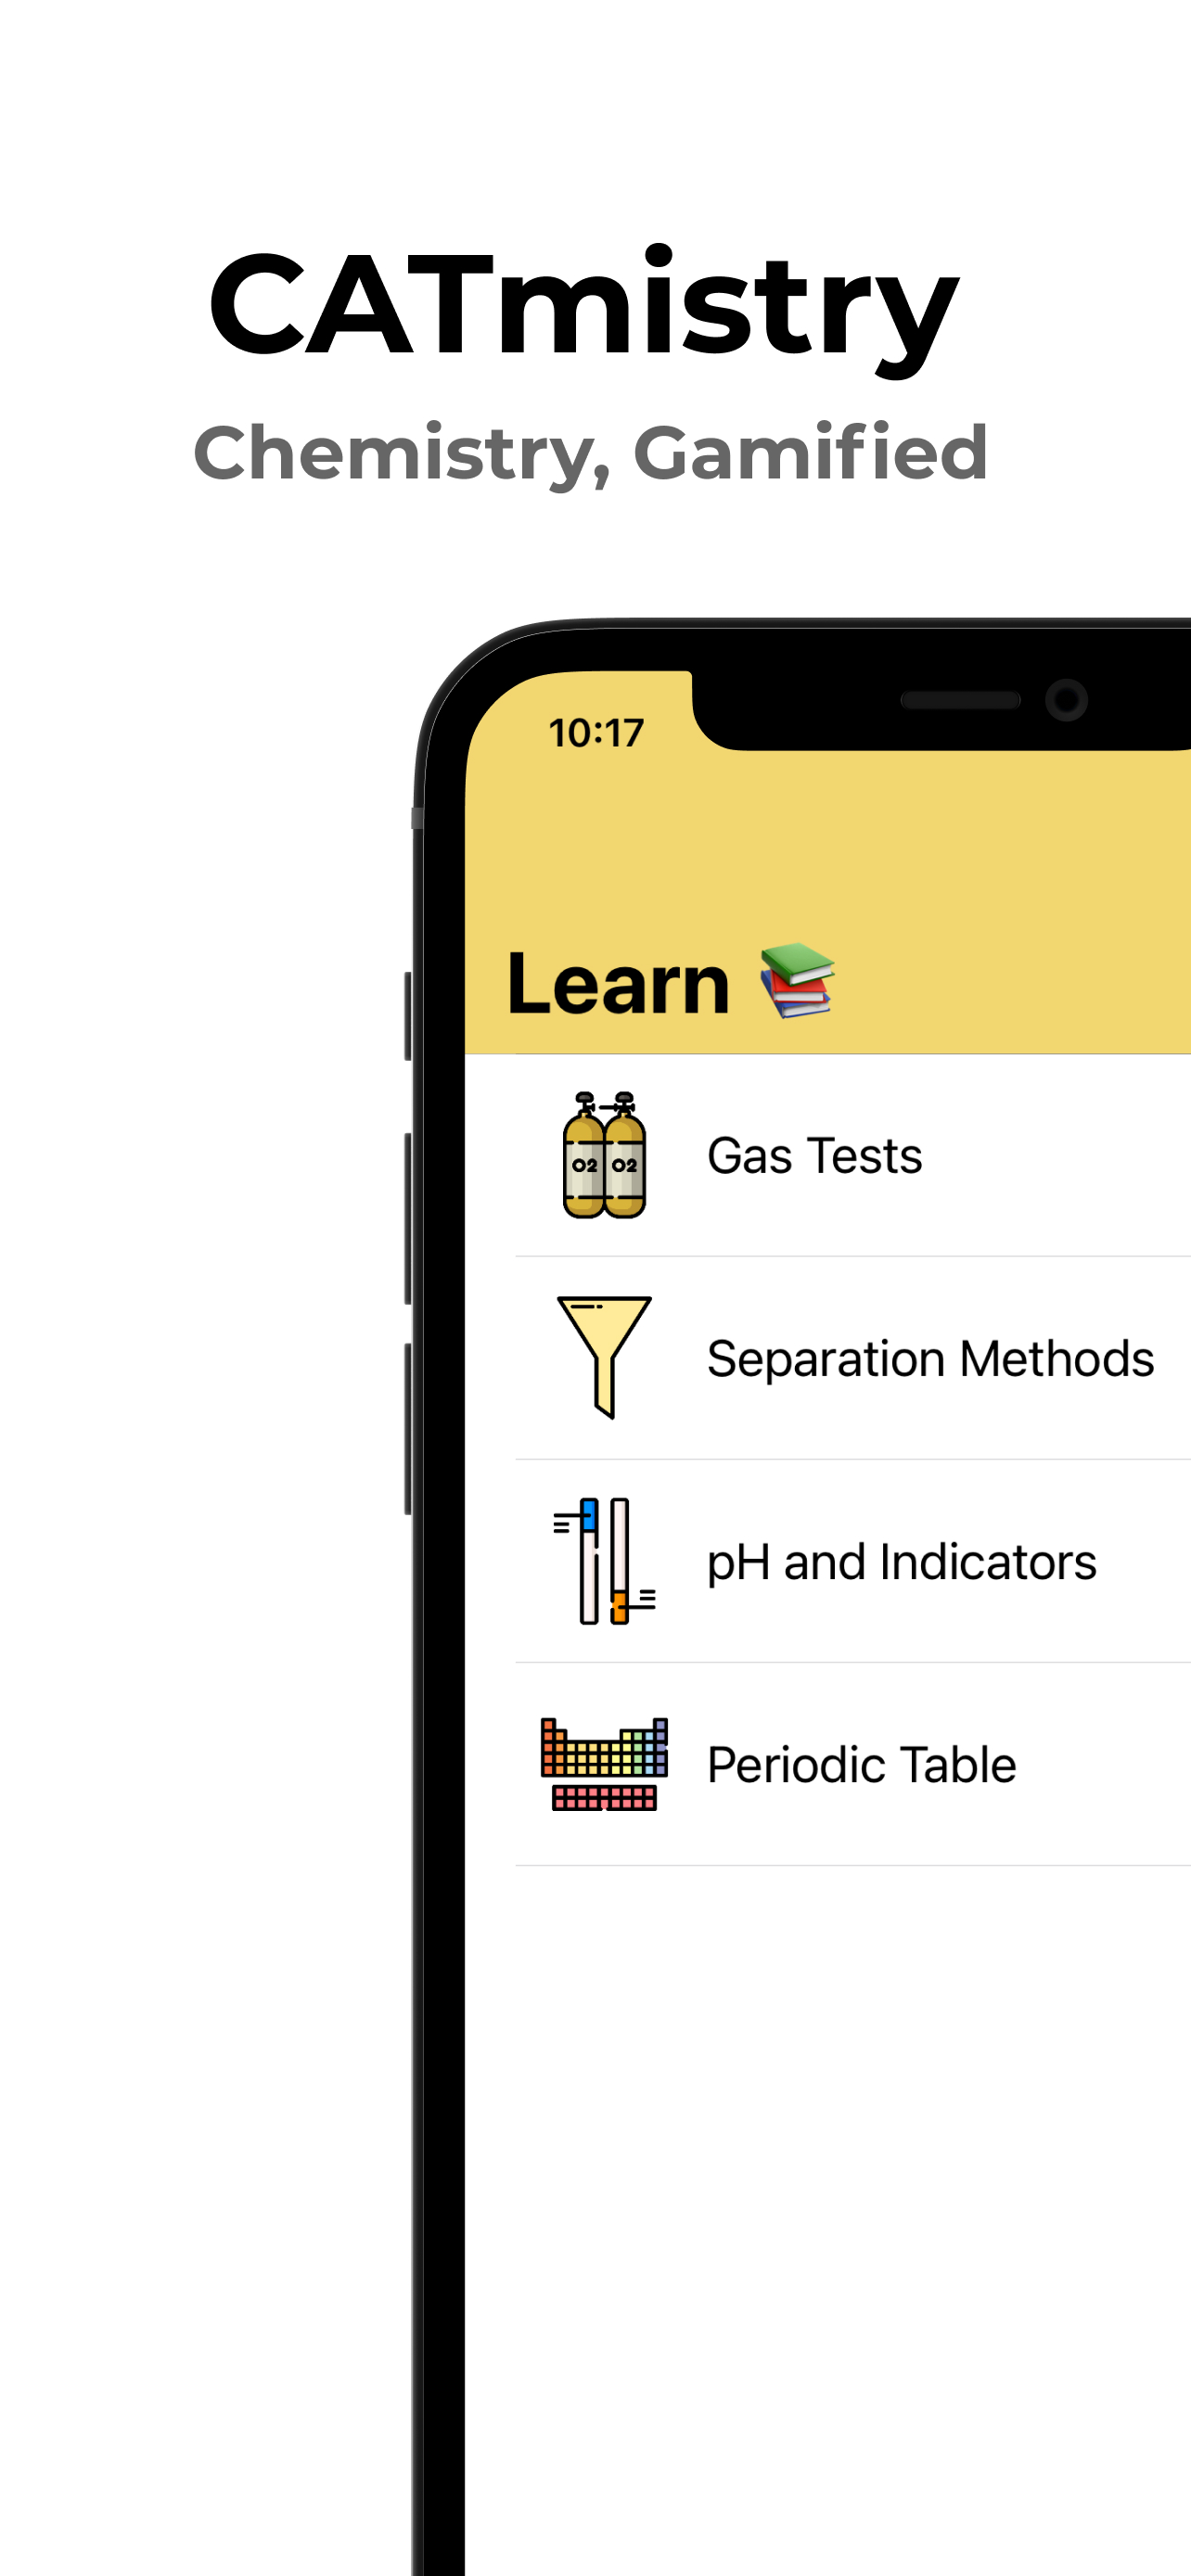 CATmistry
Chemistry, Gamified
10:17
Learn 📚
O2 O2
Gas Tests
Separation Methods
pH and Indicators
Periodic Table